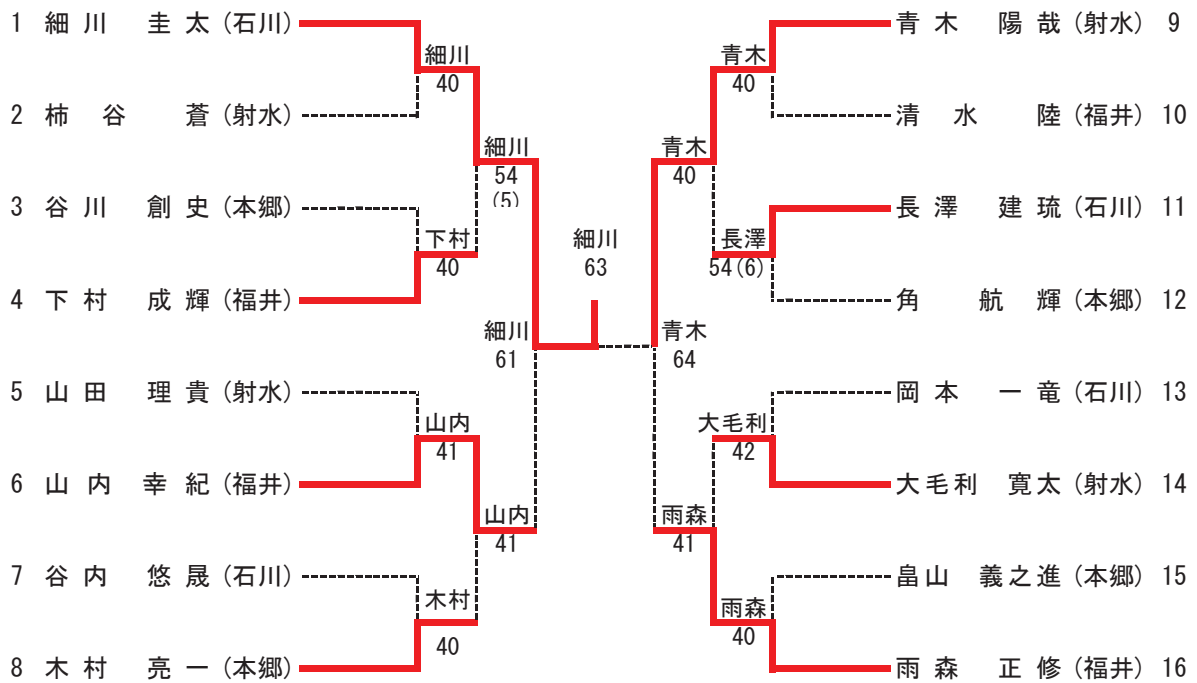 1 細川 圭太 (石川)
細川
40
2 柿谷 蒼 (射水)
細川
54
(5)
3 谷川 創史 (本郷)
下村
40
4 下村 成輝 (福井)
細川
61
5 山田 理貴 (射水)
山内
41
6 山内 幸紀 (福井)
山内
41
7 谷内 悠晟 (石川)
木村
40
8 木村 亮一 (本郷)
細川
63
青木 陽哉 (射水) 9
青木
40
清水 陸 (福井) 10
青木
40
長澤 建琉 (石川) 11
長澤
54(6)
角 航輝 (本郷) 12
青木
64
岡本 一竜 (石川) 13
大毛利
42
大毛利 寛太 (射水) 14
雨森
41
畠山 義之進 (本郷) 15
雨森
40
雨森 正修 (福井) 16